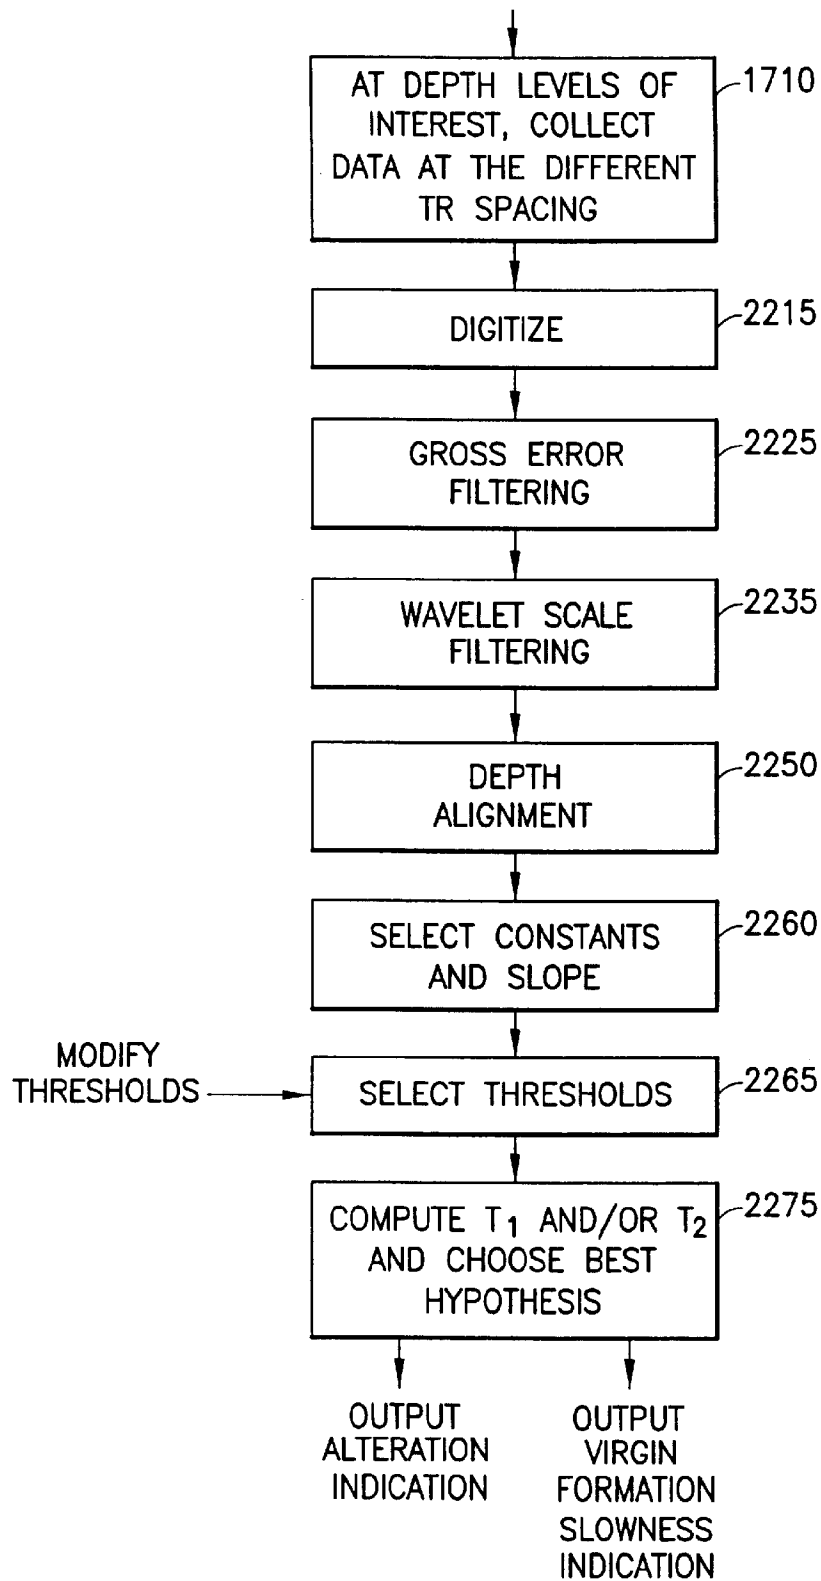 AT DEPTH LEVELS OF
INTEREST, COLLECT
DATA AT THE DIFFERENT
TR SPACING
1710
DIGITIZE
2215
GROSS ERROR
FILTERING
2225
WAVELET SCALE
FILTERING
2235
DEPTH
ALIGNMENT
2250
SELECT CONSTANTS
AND SLOPE
2260
MODIFY
THRESHOLDS
SELECT THRESHOLDS
2265
COMPUTE T1 AND/OR T2
AND CHOOSE BEST
HYPOTHESIS
2275
OUTPUT
ALTERATION
INDICATION
OUTPUT
VIRGIN
FORMATION
SLOWNESS
INDICATION